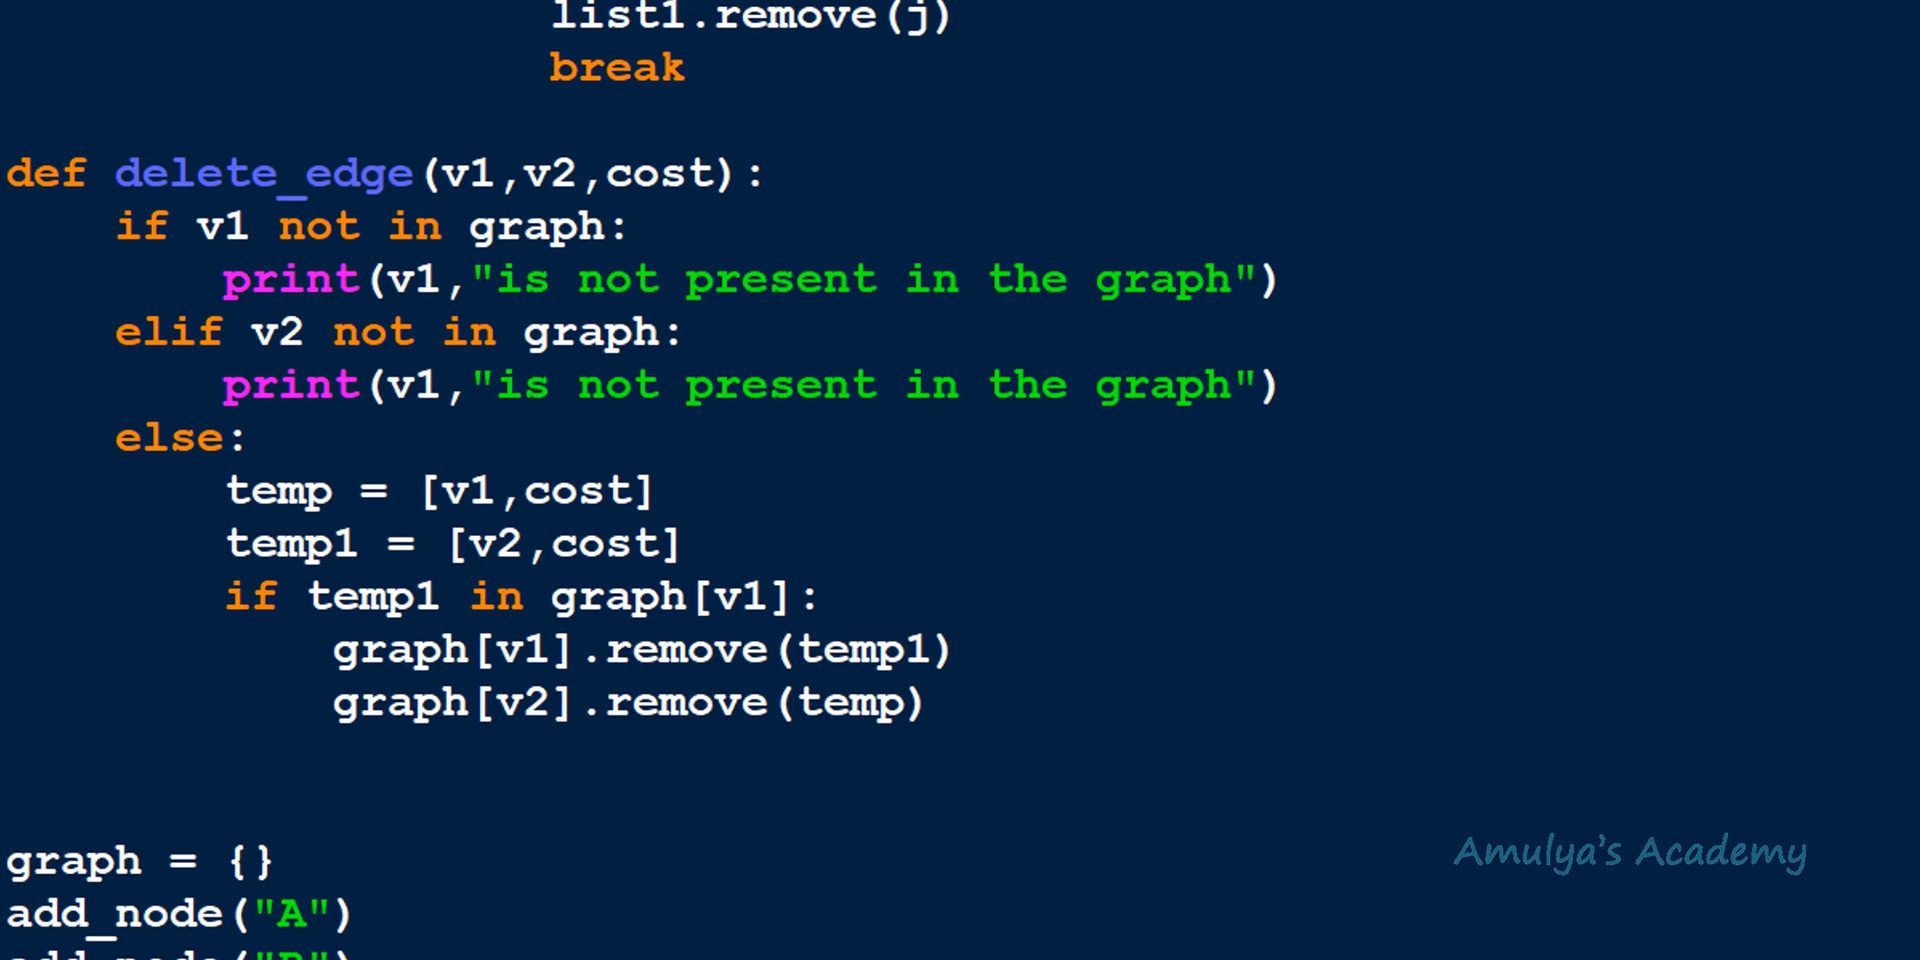 list1.remove(j)
break
def delete_edge(v1,v2,cost):
if v1 not in graph:
print(v1,"is not present in the graph")
elif v2 not in graph:
print(v1,"is not present in the graph")
else:
temp = [v1,cost]
temp1 = [v2,cost]
if temp1 in graph[v1]:
graph[v1].remove(temp1)
graph[v2].remove(temp)
graph = {}
Amulya's Academy
add_node("A")
add_node("B")